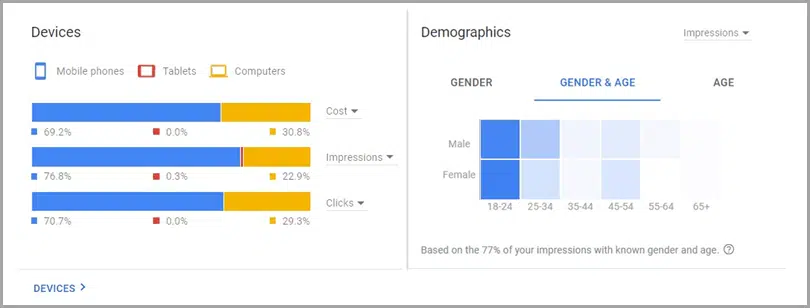 Devices
Mobile phones Tablets Computers
Cost
69.2% 0.0% 30.8%
Impressions
76.8% 0.3% 22.9%
Clicks
70.7% 0.0% 29.3%
DEVICES
Demographics
Impressions
GENDER GENDER & AGE AGE
Male
Female
18-24 25-34 35-44 45-54 55-64 65+
Based on the 77% of your impressions with known gender and age.